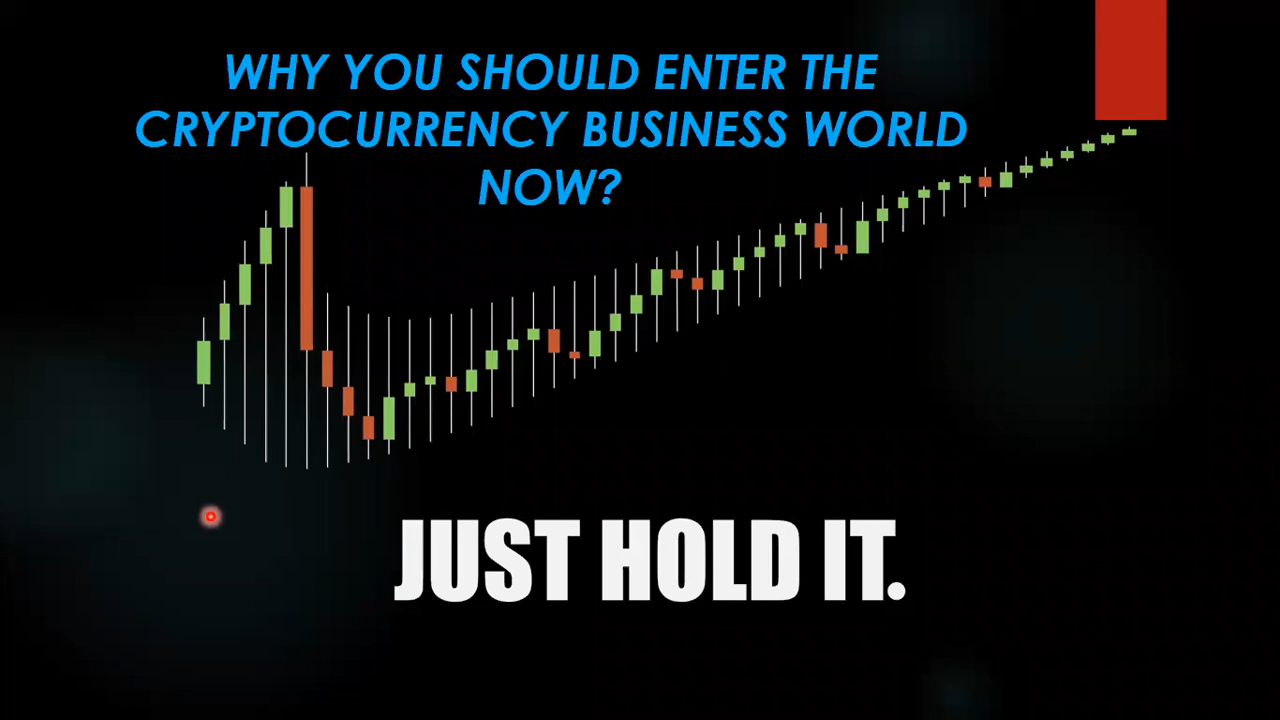 WHY YOU SHOULD ENTER THE
CRYPTOCURRENCY BUSINESS WORLD
NOW?
JUST HOLD IT.